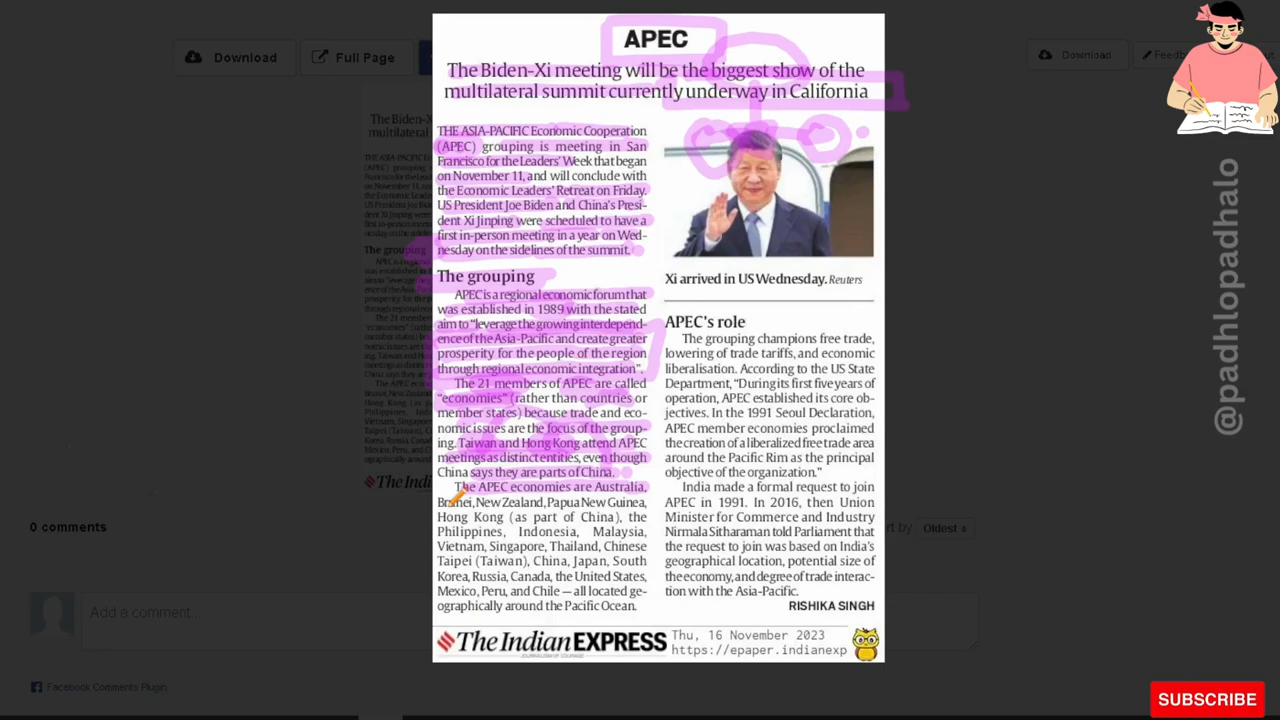 Download
Full Page
Download
Feedb
APEC
The Biden-Xi meeting will be the biggest show of the
multilateral summit currently underway in California
THE ASIA-PACIFIC Economic Cooperation
(APEC) grouping is meeting in San
Francisco for the Leaders' Week that began
on November 11, and will conclude with
the Economic Leaders' Retreat on Friday.
US President Joe Biden and China's Presi-
dent Xi Jinping were scheduled to have a
first in-person meeting in a year on Wed-
nesday on the sidelines of the summit.
The grouping
APEC is a regional economic forum that
was established in 1989 with the stated
aim to "leverage the growing interdepend-
ence of the Asia-Pacific and create greater
prosperity for the people of the region
through regional economic integration".
The 21 members of APEC are called
"economies" (rather than countries or
member states) because trade and eco-
nomic issues are the focus of the group-
ing. Taiwan and Hong Kong attend APEC
meetings as distinct entities, even though
China says they are parts of China.
The APEC economies are Australia,
Brunei, New Zealand, Papua New Guinea,
Hong Kong (as part of China), the
Philippines, Indonesia, Malaysia,
Vietnam, Singapore, Thailand, Chinese
Taipei (Taiwan), China, Japan, South
Korea, Russia, Canada, the United States,
Mexico, Peru, and Chile — all located ge-
ographically around the Pacific Ocean.
Xi arrived in US Wednesday. Reuters
APEC's role
The grouping champions free trade,
lowering of trade tariffs, and economic
liberalisation. According to the US State
Department, "During its first five years of
operation, APEC established its core ob-
jectives. In the 1991 Seoul Declaration,
APEC member economies proclaimed
the creation of a liberalized free trade area
around the Pacific Rim as the principal
objective of the organization."
India made a formal request to join
APEC in 1991. In 2016, then Union
Minister for Commerce and Industry
Nirmala Sitharaman told Parliament that
the request to join was based on India's
geographical location, potential size of
the economy, and degree of trade interac-
tion with the Asia-Pacific.
RISHIKA SINGH
The Indian EXPRESS
JOURNALISM OF COURAGE
Thu, 16 November 2023
https://epaper.indianexp
0 comments
rt by Oldest
Add a comment...
Facebook Comments Plugin
@padhlopadhalo
SUBSCRIBE